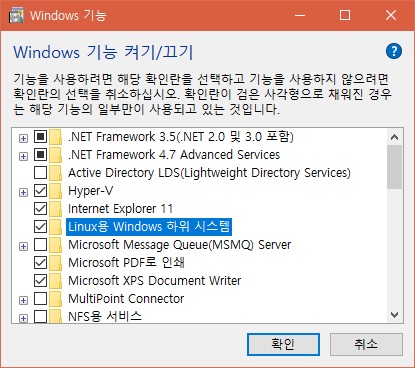 Windows 기능
Windows 기능 켜기/끄기
기능을 사용하려면 해당 확인란을 선택하고 기능을 사용하지 않으려면
확인란의 선택을 취소하십시오. 확인란이 검은 사각형으로 채워진 경우
는 해당 기능의 일부만이 사용되고 있는 것입니다.
.NET Framework 3.5(.NET 2.0 및 3.0 포함)
.NET Framework 4.7 Advanced Services
Active Directory LDS(Lightweight Directory Services)
Hyper-V
Internet Explorer 11
Linux용 Windows 하위 시스템
Microsoft Message Queue(MSMQ) Server
Microsoft PDF로 인쇄
Microsoft XPS Document Writer
MultiPoint Connector
NFS용 서비스
확인
취소